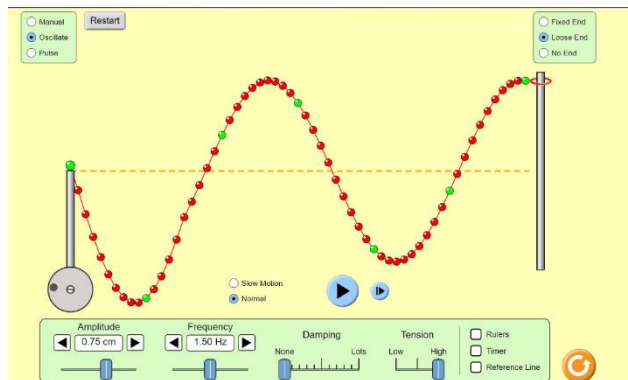 Manual
Oscillate
Pulse
Restart
Fixed End
Loose End
No End
Slow Motion
Normal
Amplitude
0.75 cm
Frequency
1.50 Hz
Damping
None
Lots
Tension
Low
High
Rulers
Timer
Reference Line